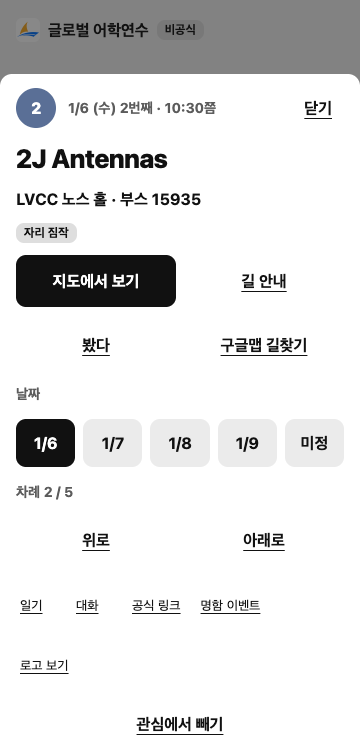 글로벌 어학연수 비공식
2 1/6 (수) 2번째 · 10:30쯤 닫기
2J Antennas
LVCC 노스 홀 · 부스 15935
자리 짐작
지도에서 보기 길 안내
봤다 구글맵 길찾기
날짜
1/6 1/7 1/8 1/9 미정
차례 2 / 5
위로 아래로
일기 대화 공식 링크 명함 이벤트
로고 보기
관심에서 빼기